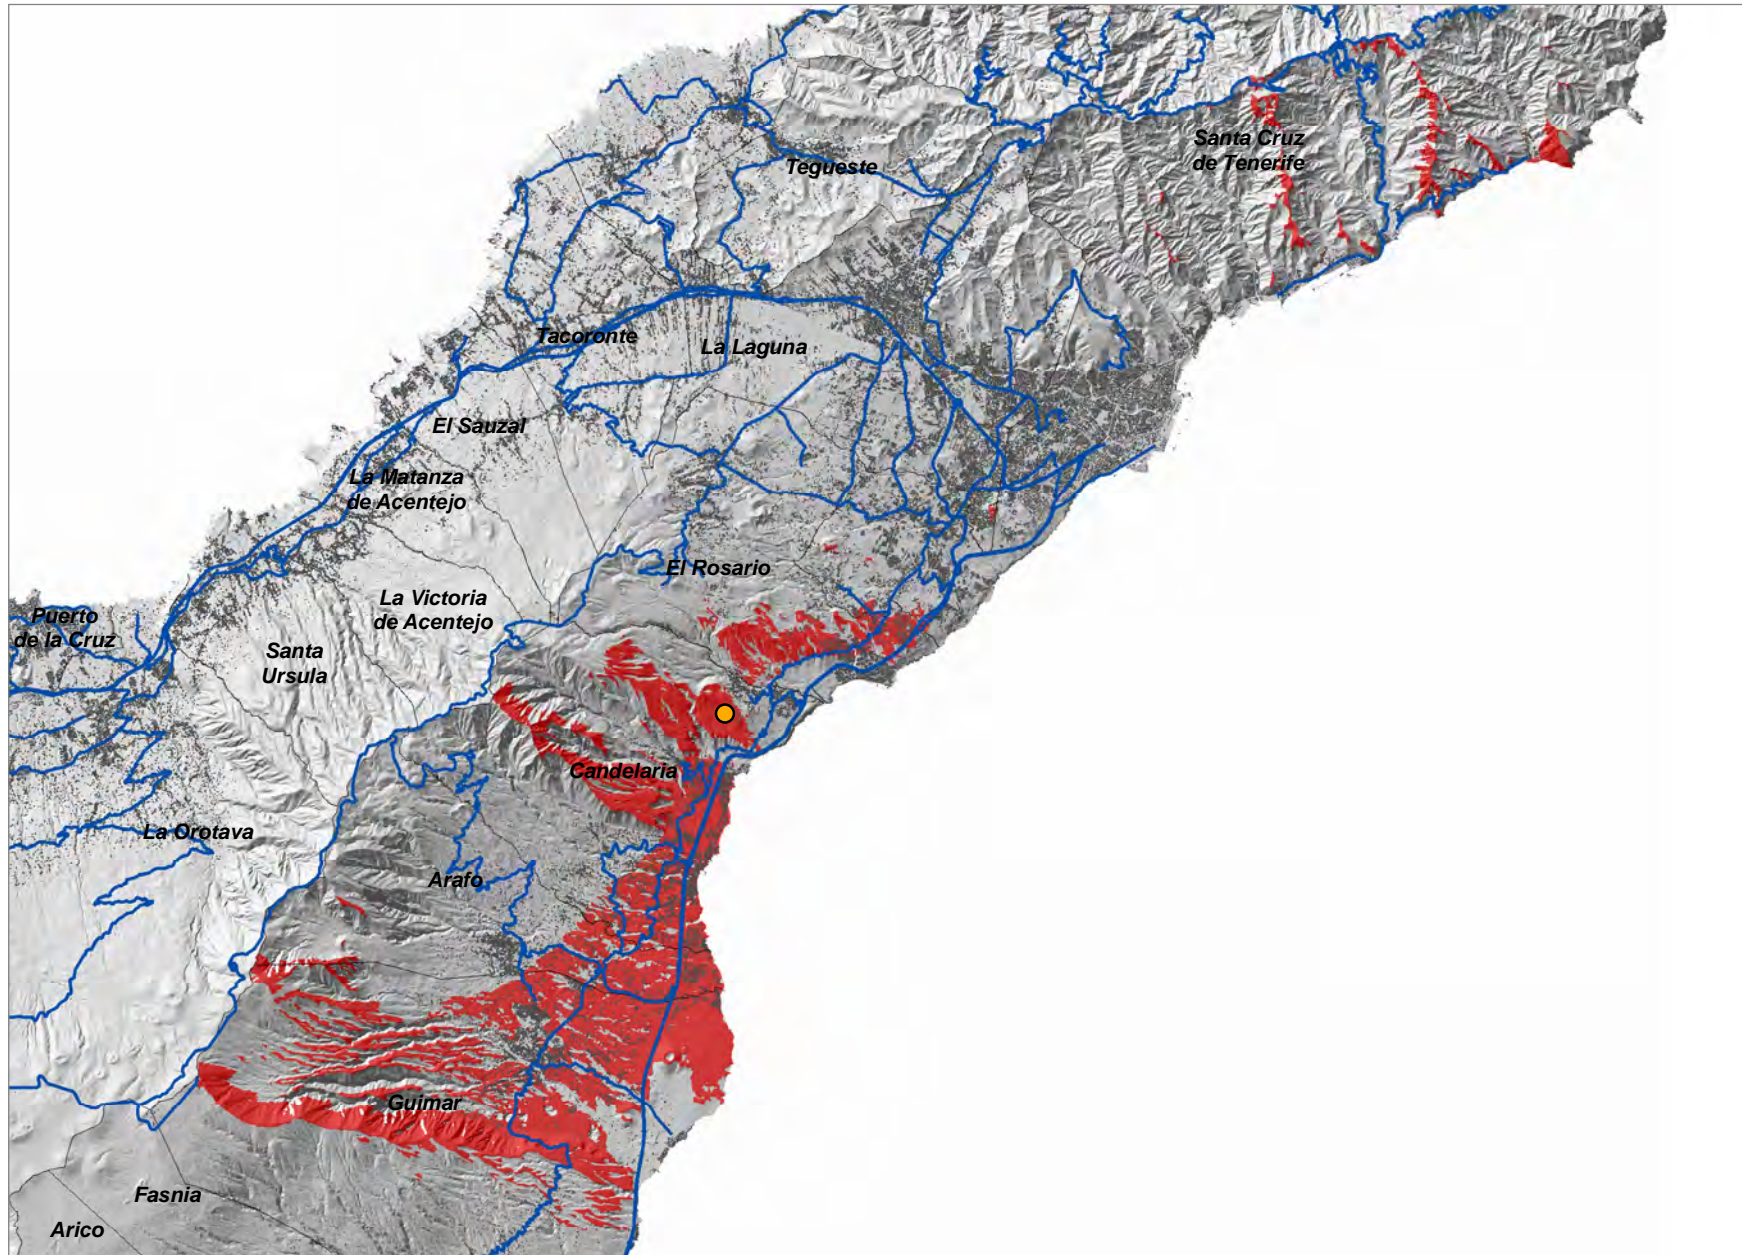 Santa Cruz
de Tenerife
Tegueste
Tacoronte
La Laguna
El Sauzal
La Matanza
de Acentejo
El Rosario
La Victoria
de Acentejo
Puerto
de la Cruz
Santa
Ursula
Candelaria
La Orotava
Arafo
Guimar
Fasnia
Arico